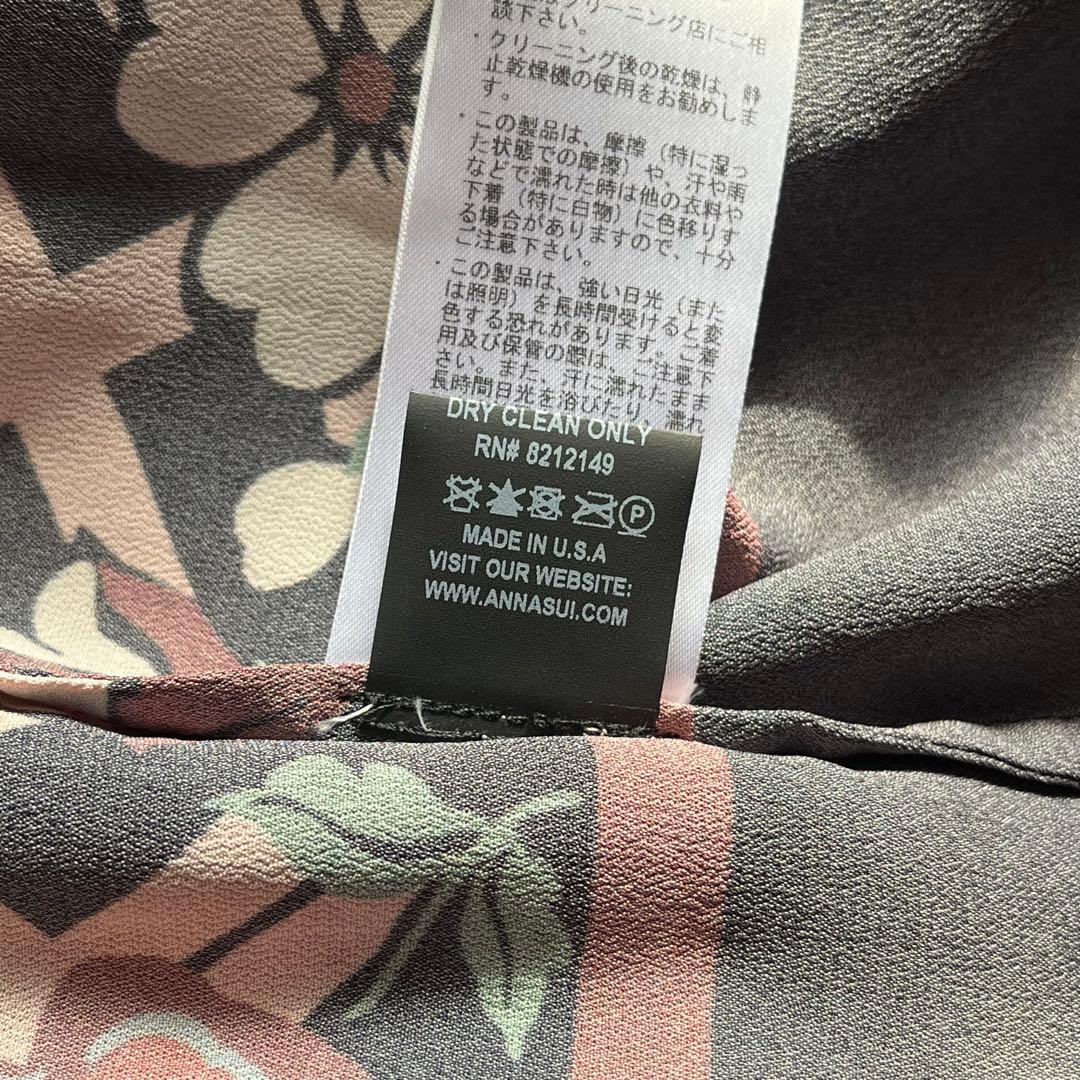 談下さい。
・クリーニング後の乾燥は、静
止乾燥機の使用をお勧めしま
す。
・この製品は、摩擦（特に湿っ
た状態での摩擦）や、汗や雨
などで濡れた時は他の衣料や
下着（特に白物）に色移りす
る場合がありますので、十分
ご注意下さい。
・この製品は、強い日光（また
は照明）を長時間受けると変
色する恐れがあります。ご着
用及び保管の際は、ご注意下
さい。また、汗に濡れたまま
長時間日光を浴びたり、濡れ
DRY CLEAN ONLY
RN# 8212149
P
MADE IN U.S.A
VISIT OUR WEBSITE:
WWW.ANNASUI.COM